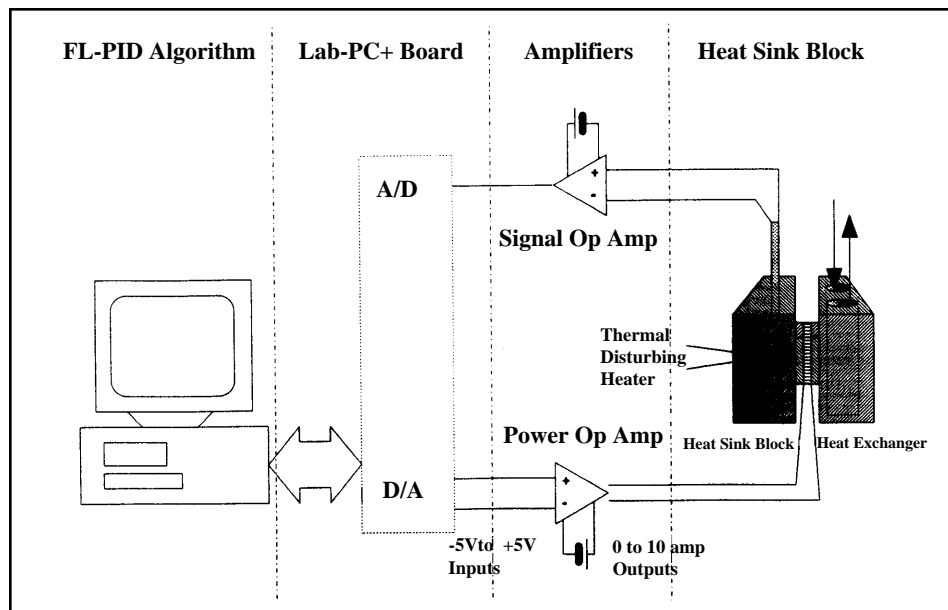 FL-PID Algorithm
Lab-PC+ Board
Amplifiers
Heat Sink Block
A/D
+
-
Signal Op Amp
Thermal
Disturbing
Heater
Heat Sink Block
Heat Exchanger
Power Op Amp
D/A
+
-
-5Vto +5V
Inputs
0 to 10 amp
Outputs